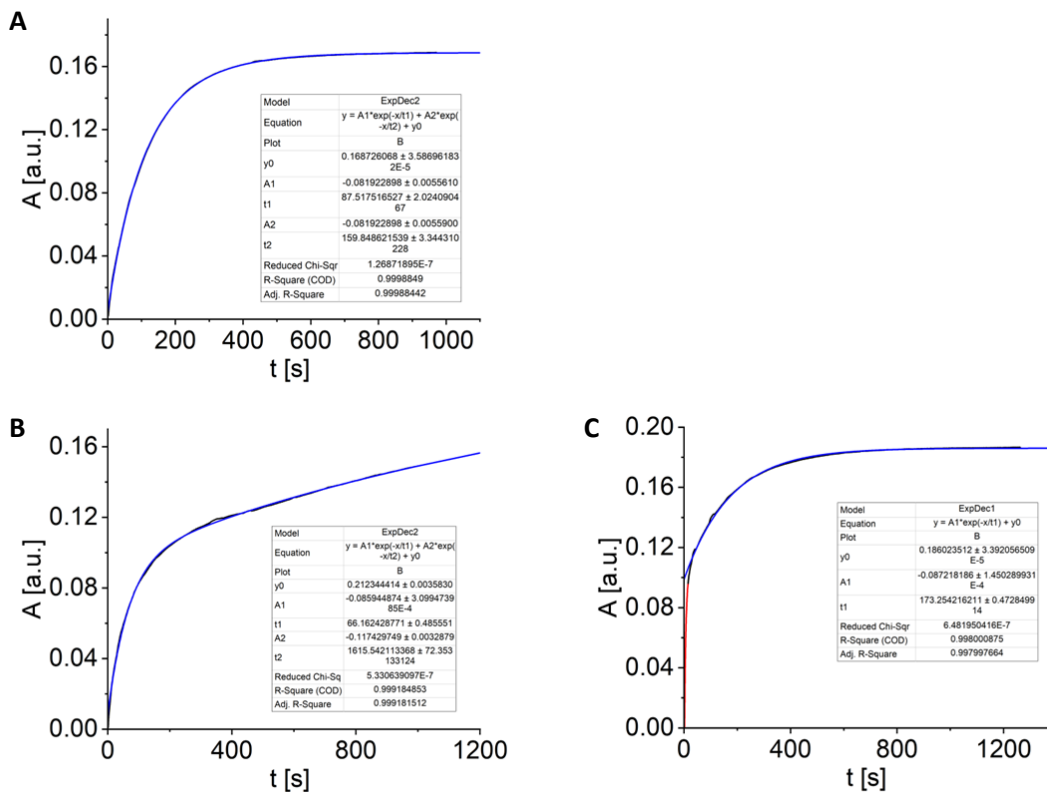 A
0.16
0.12
0.08
0.04
0.00
A [a.u.]
0 200 400 600 800 1000
t [s]
Model ExpDec2
Equation y = A1*exp(-x/t1) + A2*exp(
-x/t2) + y0
Plot B
y0 0.168726068 ± 3.58696183
2E-5
A1 -0.081922898 ± 0.0055610
t1 87.517516527 ± 2.0240904
67
A2 -0.081922898 ± 0.0055900
t2 159.848621539 ± 3.344310
228
Reduced Chi-Sqr 1.26871895E-7
R-Square (COD) 0.9998849
Adj. R-Square 0.99988442
B
0.16
0.12
0.08
0.04
0.00
A [a.u.]
0 400 800 1200
t [s]
Model ExpDec2
Equation y = A1*exp(-x/t1) + A2*exp(
-x/t2) + y0
Plot B
y0 0.212344414 ± 0.0035830
A1 -0.085944874 ± 3.0994739
85E-4
t1 66.162428771 ± 0.485551
A2 -0.117429749 ± 0.0032879
t2 1615.542113368 ± 72.353
133124
Reduced Chi-Sq 5.330639097E-7
R-Square (COD) 0.999184853
Adj. R-Square 0.999181512
C
0.20
0.16
0.12
0.08
0.04
0.00
A [a.u.]
0 400 800 1200
t [s]
Model ExpDec1
Equation y = A1*exp(-x/t1) + y0
Plot B
y0 0.186023512 ± 3.392056509
E-5
A1 -0.087218186 ± 1.450289931
E-4
t1 173.254216211 ± 0.4728499
14
Reduced Chi-Sqr 6.481950416E-7
R-Square (COD) 0.998000875
Adj. R-Square 0.997997664